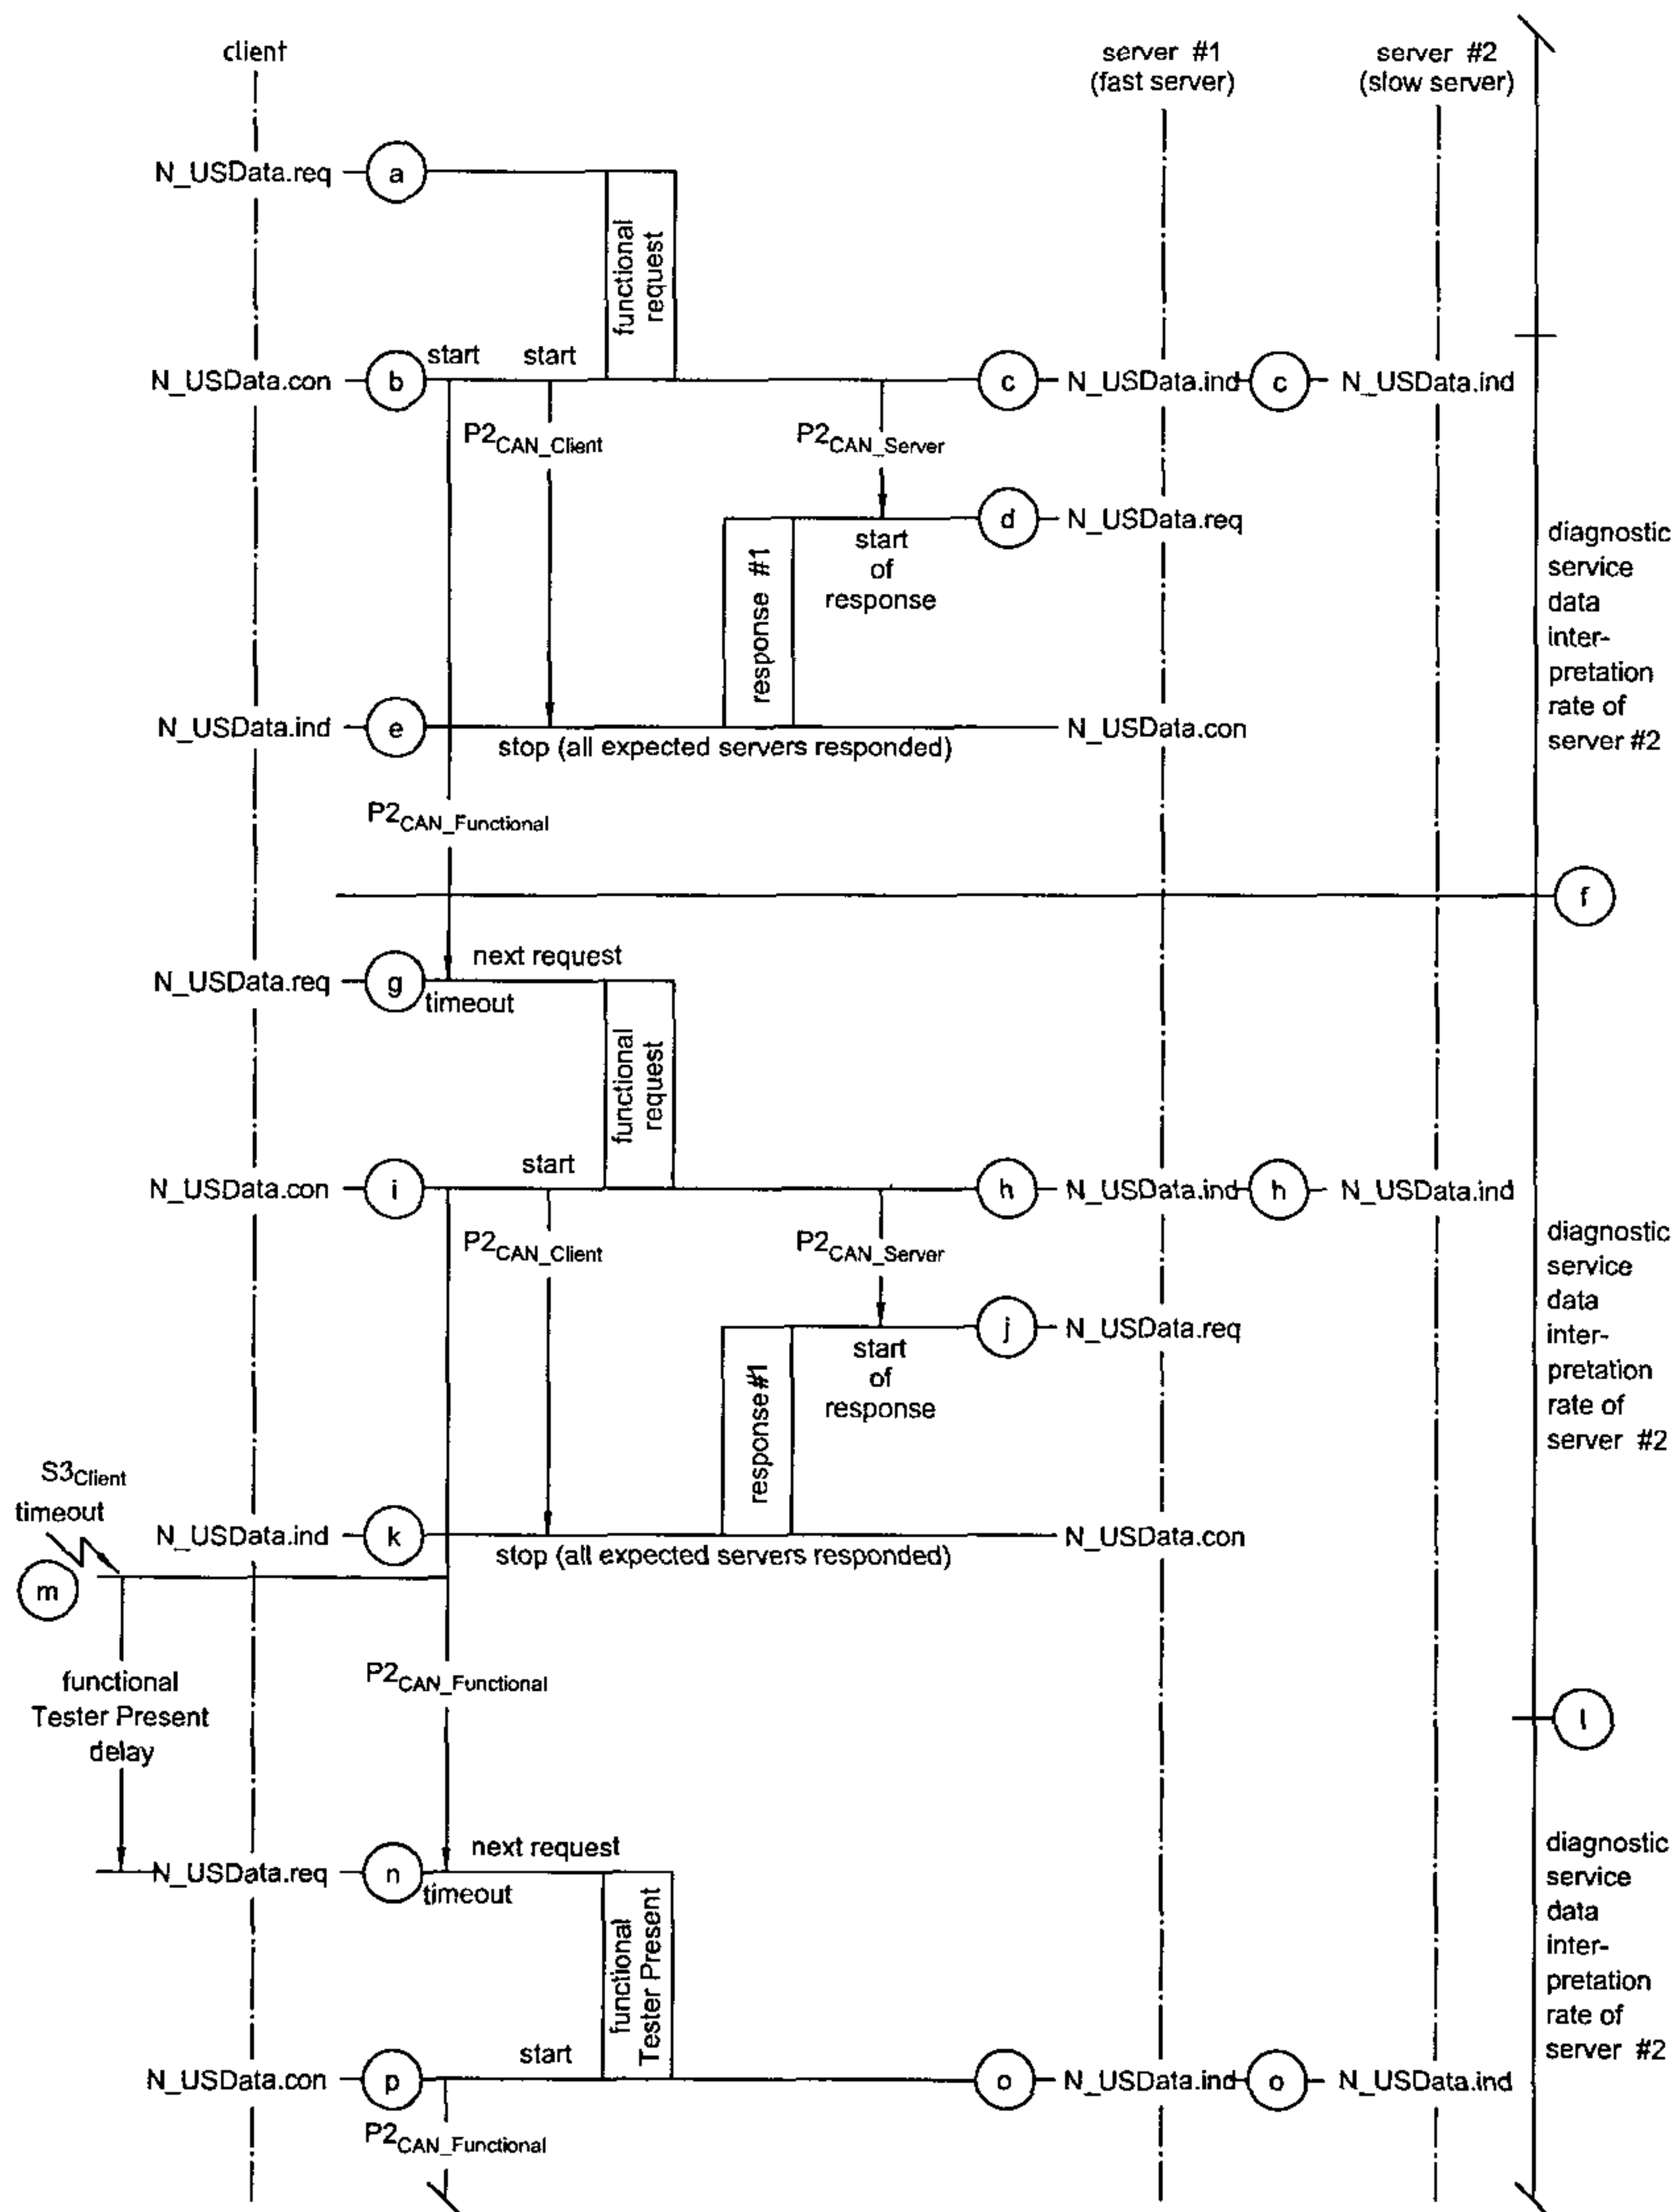 client
server #1
(fast server)
server #2
(slow server)
N_USData.req
a
functional
request
N_USData.con
b
start
start
c
N_USData.ind
c
N_USData.ind
P2CAN_Client
P2CAN_Server
d
N_USData.req
start
of
response
response #1
diagnostic
service
data
inter-
pretation
rate of
server #2
N_USData.ind
e
N_USData.con
stop (all expected servers responded)
P2CAN_Functional
f
N_USData.req
g
next request
timeout
functional
request
N_USData.con
i
start
h
N_USData.ind
h
N_USData.ind
P2CAN_Client
P2CAN_Server
j
N_USData.req
start
of
response
response#1
diagnostic
service
data
inter-
pretation
rate of
server #2
S3Client
timeout
N_USData.ind
k
N_USData.con
stop (all expected servers responded)
m
functional
Tester Present
delay
P2CAN_Functional
l
N_USData.req
n
next request
timeout
functional
Tester Present
diagnostic
service
data
inter-
pretation
rate of
server #2
N_USData.con
p
start
o
N_USData.ind
o
N_USData.ind
P2CAN_Functional